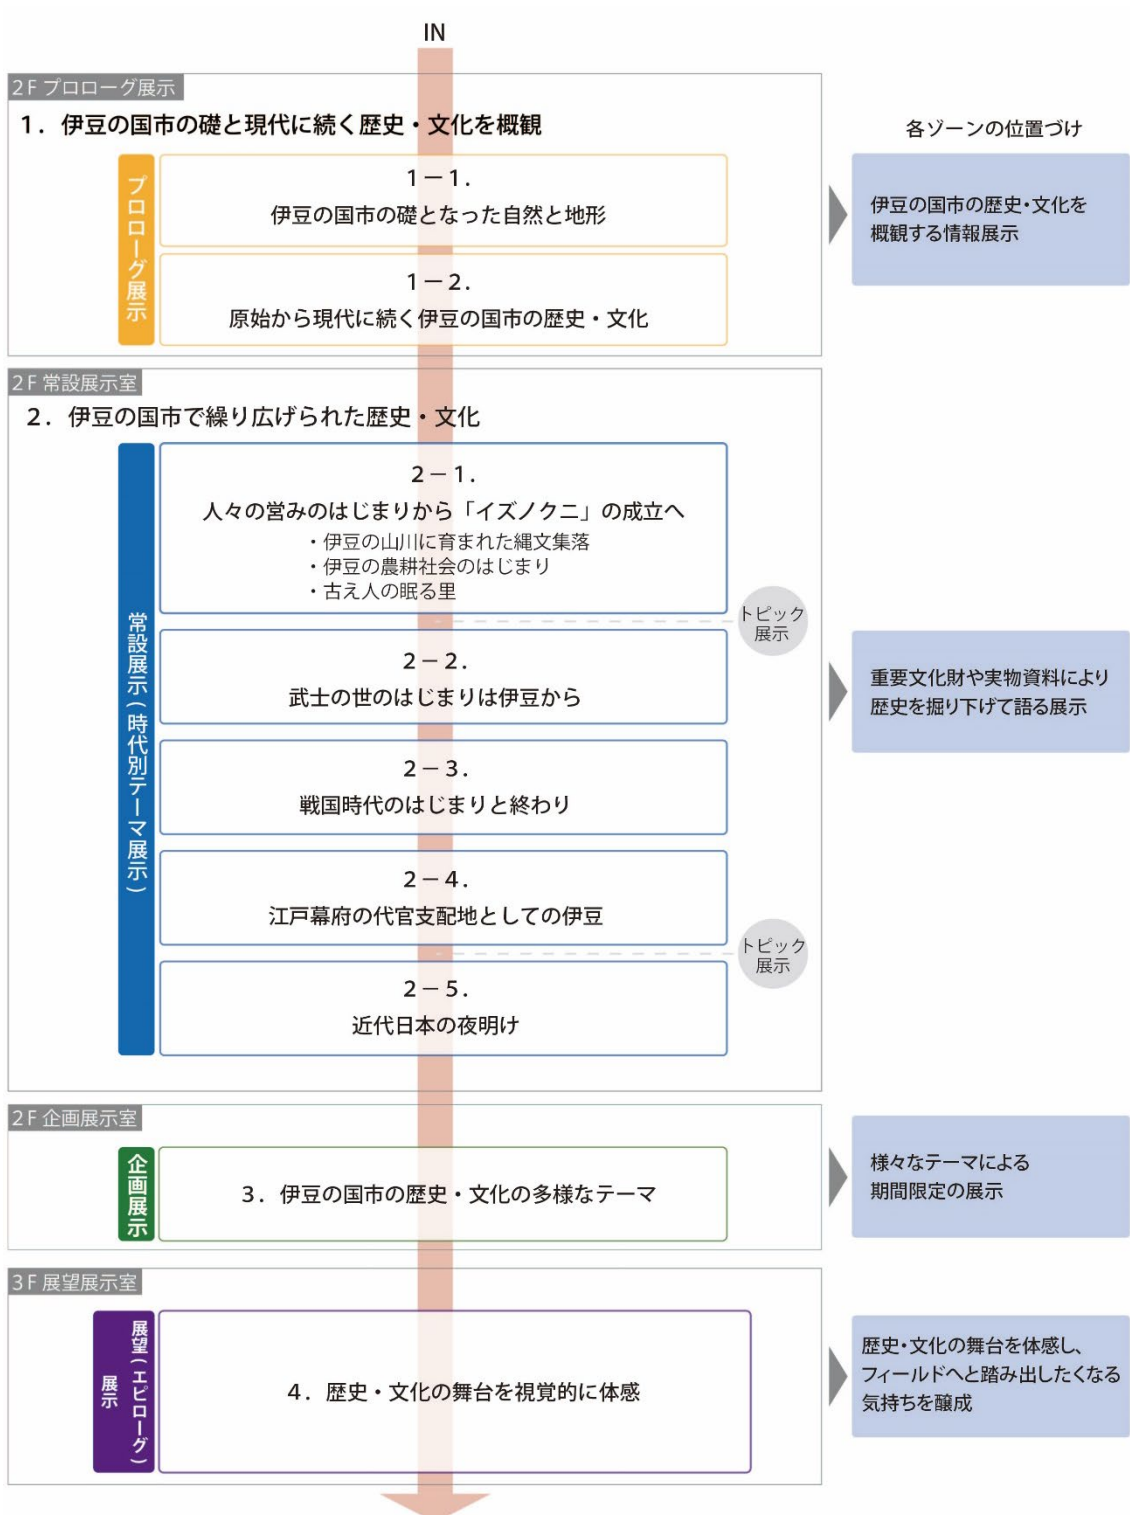 IN
2F プロローグ展示
1．伊豆の国市の礎と現代に続く歴史・文化を概観
プロローグ展示
1－1．
伊豆の国市の礎となった自然と地形
1－2．
原始から現代に続く伊豆の国市の歴史・文化
各ゾーンの位置づけ
伊豆の国市の歴史・文化を
概観する情報展示
2F 常設展示室
2．伊豆の国市で繰り広げられた歴史・文化
常設展示（時代別テーマ展示）
2－1．
人々の営みのはじまりから「イズノクニ」の成立へ
・伊豆の山川に育まれた縄文集落
・伊豆の農耕社会のはじまり
・古え人の眠る里
トピック
展示
2－2．
武士の世のはじまりは伊豆から
2－3．
戦国時代のはじまりと終わり
2－4．
江戸幕府の代官支配地としての伊豆
トピック
展示
2－5．
近代日本の夜明け
重要文化財や実物資料により
歴史を掘り下げて語る展示
2F 企画展示室
企画展示
3．伊豆の国市の歴史・文化の多様なテーマ
様々なテーマによる
期間限定の展示
3F 展望展示室
展望（エピローグ）
展示
4．歴史・文化の舞台を視覚的に体感
歴史・文化の舞台を体感し、
フィールドへと踏み出したくなる
気持ちを醸成